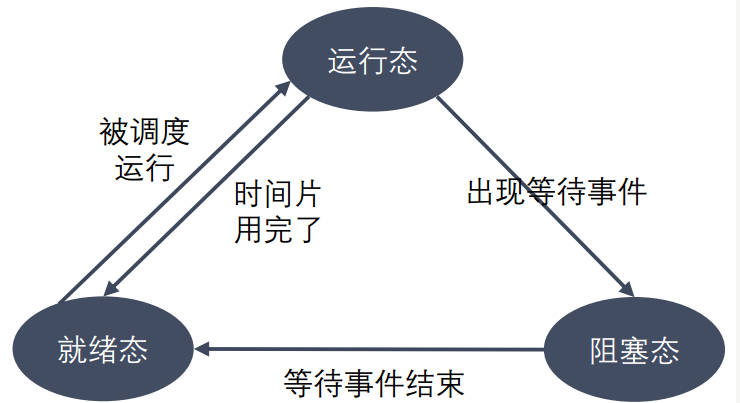 运行态
被调度
运行
时间片
用完了
出现等待事件
就绪态
阻塞态
等待事件结束